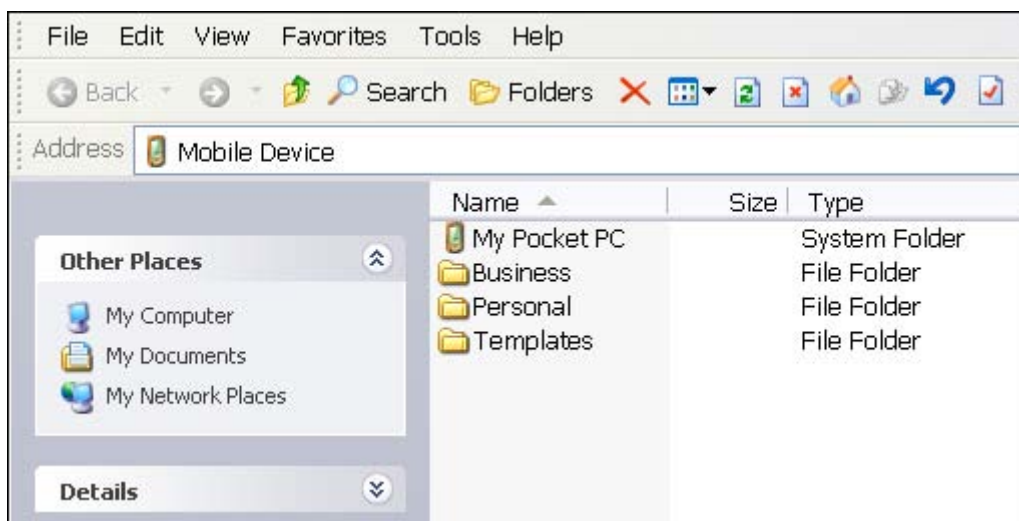 File Edit View Favorites Tools Help
Back Search Folders
Address Mobile Device
Name Size Type
My Pocket PC System Folder
Business File Folder
Personal File Folder
Templates File Folder
Other Places
My Computer
My Documents
My Network Places
Details